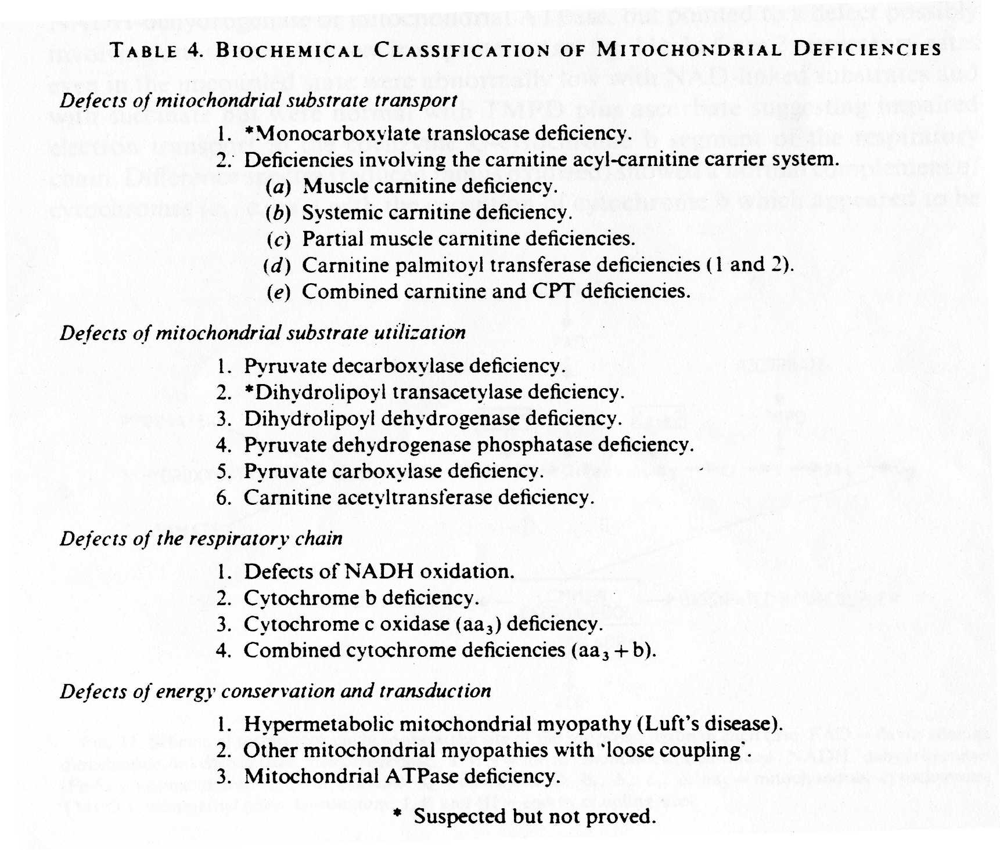 TABLE 4. BIOCHEMICAL CLASSIFICATION OF MITOCHONDRIAL DEFICIENCIES
Defects of mitochondrial substrate transport
1. *Monocarboxylate translocase deficiency.
2. Deficiencies involving the carnitine acyl-carnitine carrier system.
(a) Muscle carnitine deficiency.
(b) Systemic carnitine deficiency.
(c) Partial muscle carnitine deficiencies.
(d) Carnitine palmitoyl transferase deficiencies (1 and 2).
(e) Combined carnitine and CPT deficiencies.
Defects of mitochondrial substrate utilization
1. Pyruvate decarboxylase deficiency.
2. *Dihydrolipoyl transacetylase deficiency.
3. Dihydrolipoyl dehydrogenase deficiency.
4. Pyruvate dehydrogenase phosphatase deficiency.
5. Pyruvate carboxylase deficiency.
6. Carnitine acetyltransferase deficiency.
Defects of the respiratory chain
1. Defects of NADH oxidation.
2. Cytochrome b deficiency.
3. Cytochrome c oxidase (aa₃) deficiency.
4. Combined cytochrome deficiencies (aa₃ + b).
Defects of energy conservation and transduction
1. Hypermetabolic mitochondrial myopathy (Luft's disease).
2. Other mitochondrial myopathies with 'loose coupling'.
3. Mitochondrial ATPase deficiency.
* Suspected but not proved.